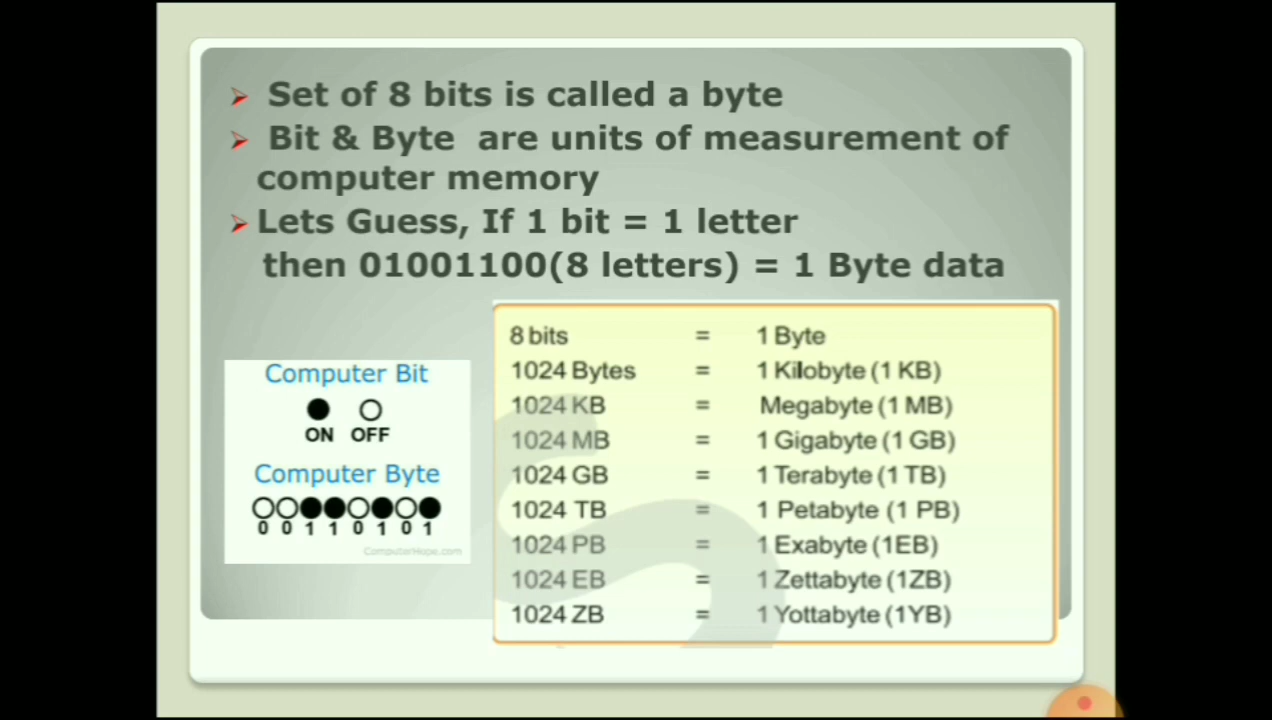 Set of 8 bits is called a byte
Bit & Byte are units of measurement of
computer memory
Lets Guess, If 1 bit = 1 letter
then 01001100(8 letters) = 1 Byte data
Computer Bit
ON OFF
Computer Byte
0 0 1 1 0 1 0 1
ComputerHope.com
8 bits = 1 Byte
1024 Bytes = 1 Kilobyte (1 KB)
1024 KB = Megabyte (1 MB)
1024 MB = 1 Gigabyte (1 GB)
1024 GB = 1 Terabyte (1 TB)
1024 TB = 1 Petabyte (1 PB)
1024 PB = 1 Exabyte (1EB)
1024 EB = 1 Zettabyte (1ZB)
1024 ZB = 1 Yottabyte (1YB)